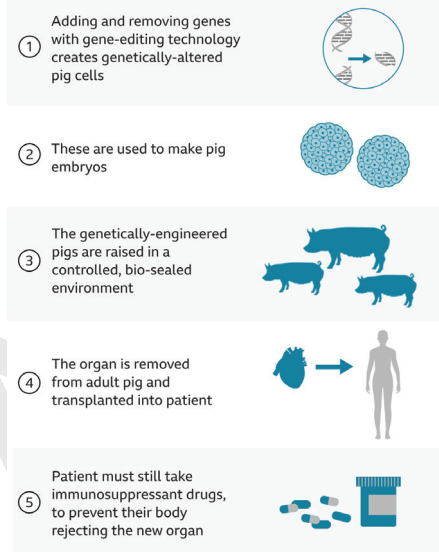 1
Adding and removing genes
with gene-editing technology
creates genetically-altered
pig cells
2
These are used to make pig
embryos
3
The genetically-engineered
pigs are raised in a
controlled, bio-sealed
environment
4
The organ is removed
from adult pig and
transplanted into patient
5
Patient must still take
immunosuppressant drugs,
to prevent their body
rejecting the new organ